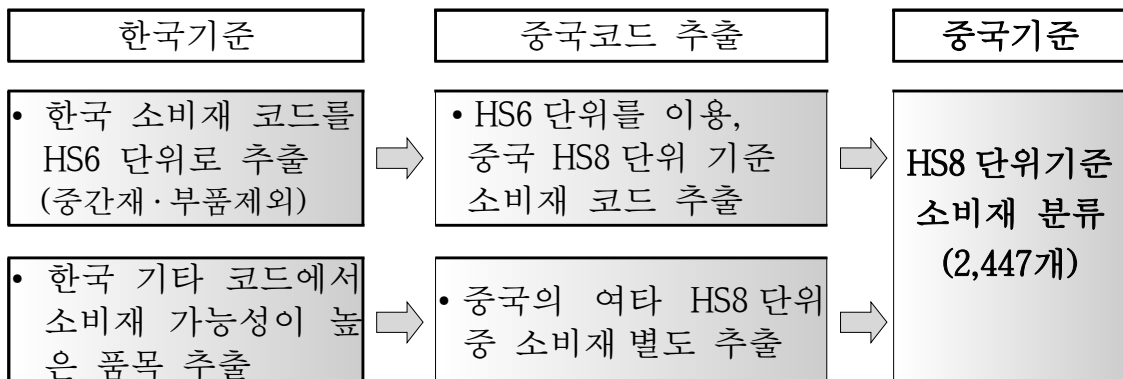 한국기준
중국코드 추출
중국기준
• 한국 소비재 코드를
HS6 단위로 추출
(중간재·부품제외)
• HS6 단위를 이용,
중국 HS8 단위 기준
소비재 코드 추출
HS8 단위기준
소비재 분류
(2,447개)
• 한국 기타 코드에서
소비재 가능성이 높
은 품목 추출
• 중국의 여타 HS8 단위
중 소비재 별도 추출